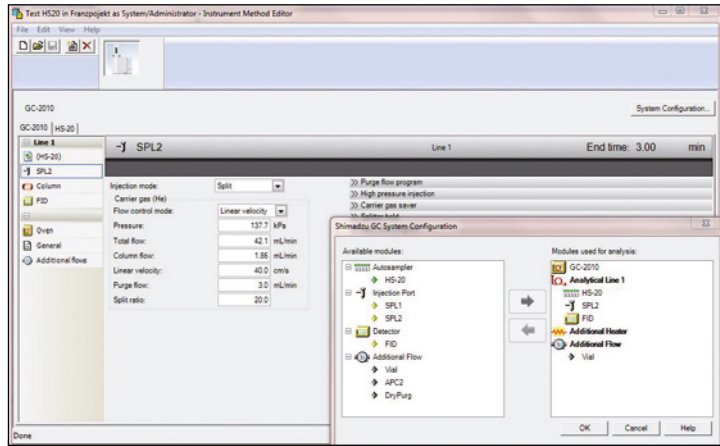 Test HS20 in Franzpojekt as System/Administrator - Instrument Method Editor
File Edit View Help
GC-2010
System Configuration...
GC-2010 HS-20
Line 1
(HS-20)
SPL2
Column
FID
Oven
General
Additional flows
SPL2 Line 1 End time: 3.00 min
Injection mode: Split
Carrier gas (He)
Flow control mode: Linear velocity
Pressure: 137.7 kPa
Total flow: 42.1 mL/min
Column flow: 1.86 mL/min
Linear velocity: 40.0 cm/s
Purge flow: 3.0 mL/min
Split ratio: 20.0
Purge flow program
High pressure injection
Carrier gas saver
Splitter hold
Shimadzu GC System Configuration
Available modules:
Autosampler
HS-20
Injection Port
SPL1
SPL2
Detector
FID
Additional Flow
Vial
APC2
DryPurg
Modules used for analysis:
GC-2010
Analytical Line 1
HS-20
SPL2
FID
Additional Heater
Additional Flow
Vial
OK Cancel Help
Done